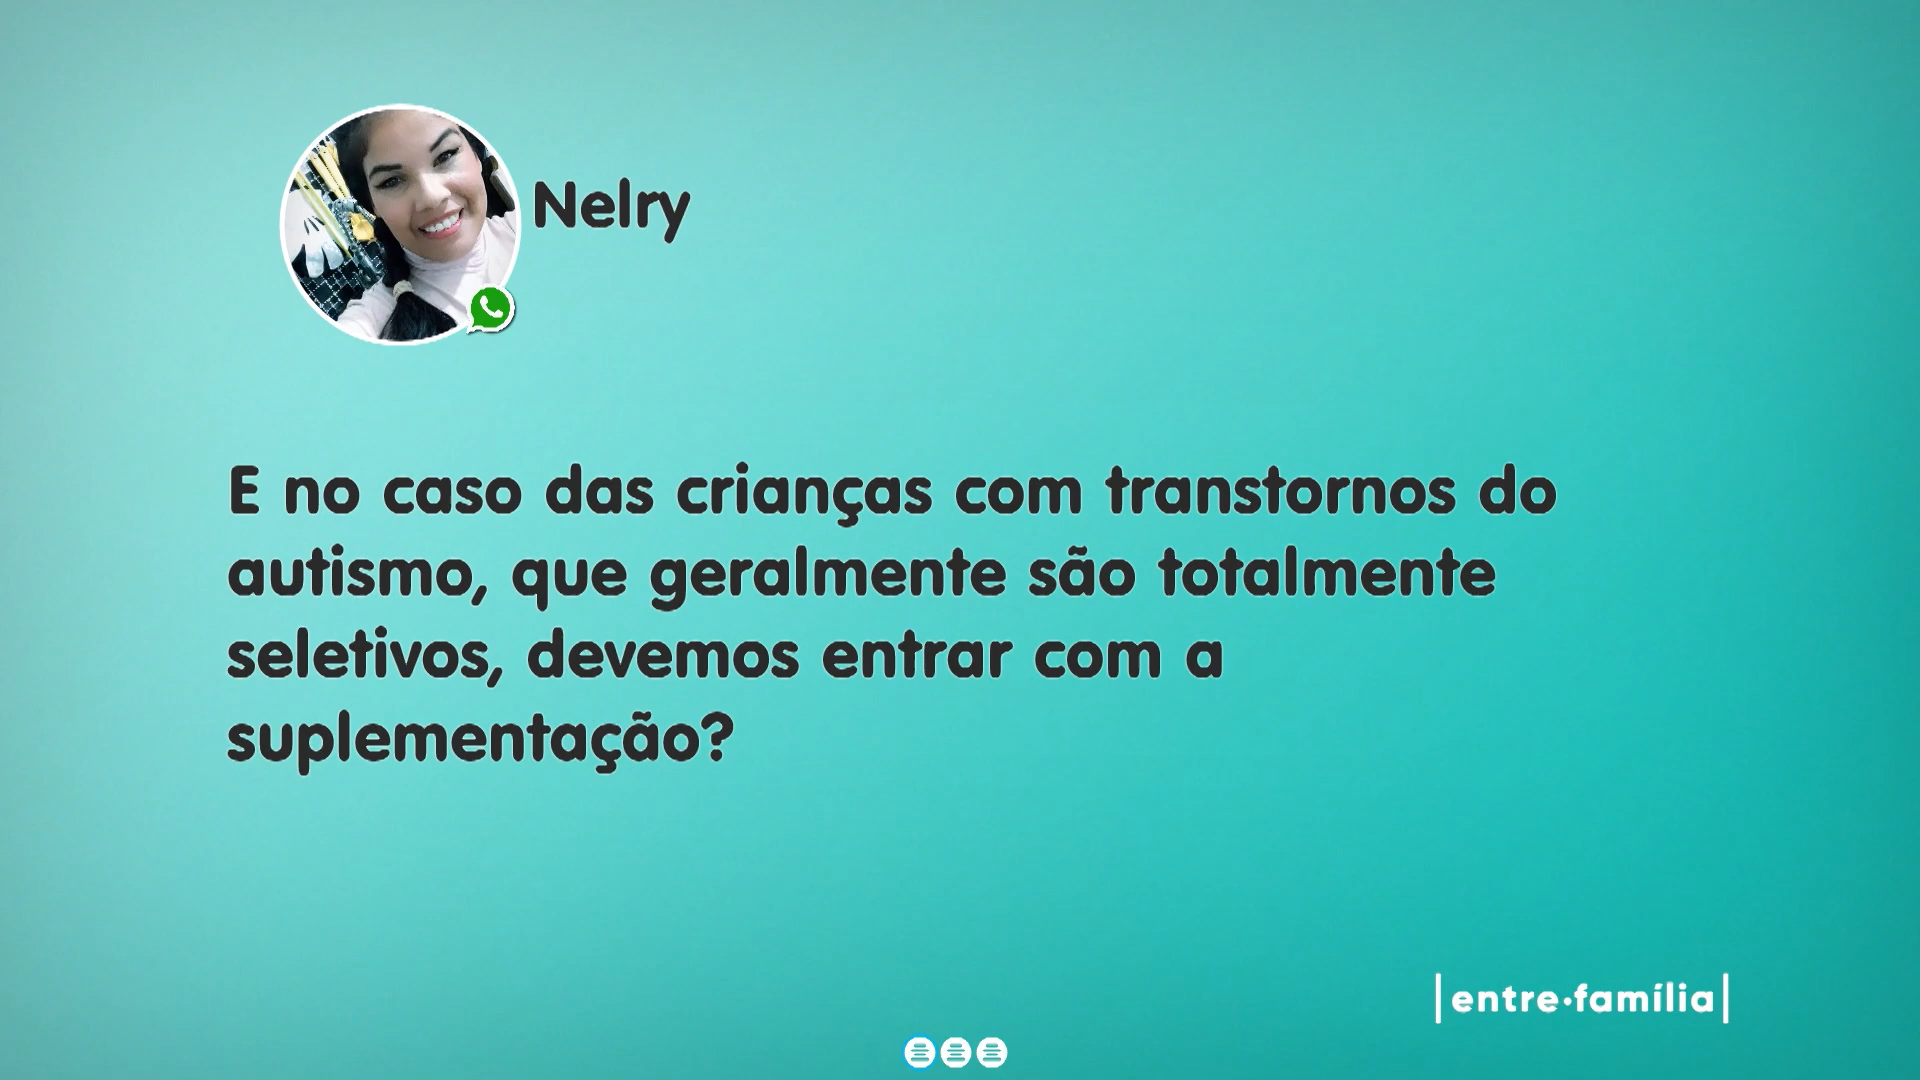 Nelry
E no caso das crianças com transtornos do
autismo, que geralmente são totalmente
seletivos, devemos entrar com a
suplementação?
|entre•família|